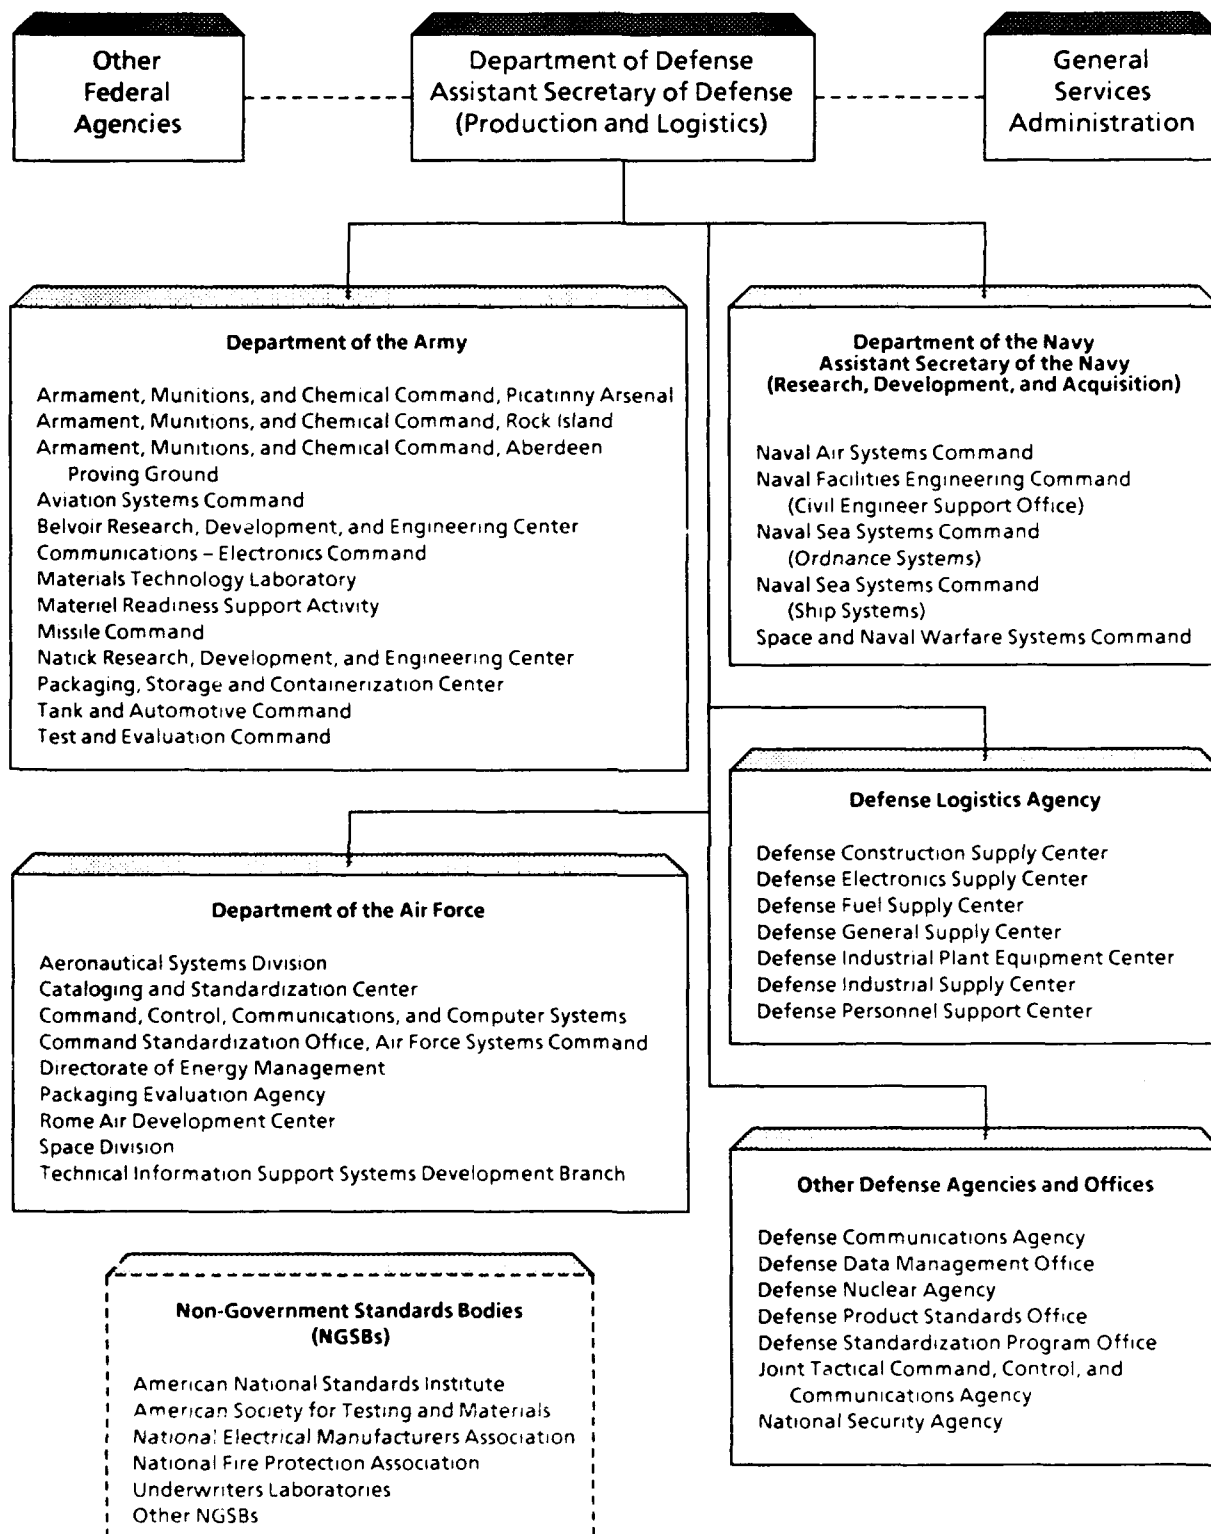 Other
Federal
Agencies
Department of Defense
Assistant Secretary of Defense
(Production and Logistics)
General
Services
Administration
Department of the Army
Armament, Munitions, and Chemical Command, Picatinny Arsenal
Armament, Munitions, and Chemical Command, Rock Island
Armament, Munitions, and Chemical Command, Aberdeen
Proving Ground
Aviation Systems Command
Belvoir Research, Development, and Engineering Center
Communications – Electronics Command
Materials Technology Laboratory
Materiel Readiness Support Activity
Missile Command
Natick Research, Development, and Engineering Center
Packaging, Storage and Containerization Center
Tank and Automotive Command
Test and Evaluation Command
Department of the Navy
Assistant Secretary of the Navy
(Research, Development, and Acquisition)
Naval Air Systems Command
Naval Facilities Engineering Command
(Civil Engineer Support Office)
Naval Sea Systems Command
(Ordnance Systems)
Naval Sea Systems Command
(Ship Systems)
Space and Naval Warfare Systems Command
Defense Logistics Agency
Defense Construction Supply Center
Defense Electronics Supply Center
Defense Fuel Supply Center
Defense General Supply Center
Defense Industrial Plant Equipment Center
Defense Industrial Supply Center
Defense Personnel Support Center
Department of the Air Force
Aeronautical Systems Division
Cataloging and Standardization Center
Command, Control, Communications, and Computer Systems
Command Standardization Office, Air Force Systems Command
Directorate of Energy Management
Packaging Evaluation Agency
Rome Air Development Center
Space Division
Technical Information Support Systems Development Branch
Other Defense Agencies and Offices
Defense Communications Agency
Defense Data Management Office
Defense Nuclear Agency
Defense Product Standards Office
Defense Standardization Program Office
Joint Tactical Command, Control, and
Communications Agency
National Security Agency
Non-Government Standards Bodies
(NGSBs)
American National Standards Institute
American Society for Testing and Materials
National Electrical Manufacturers Association
National Fire Protection Association
Underwriters Laboratories
Other NGSBs